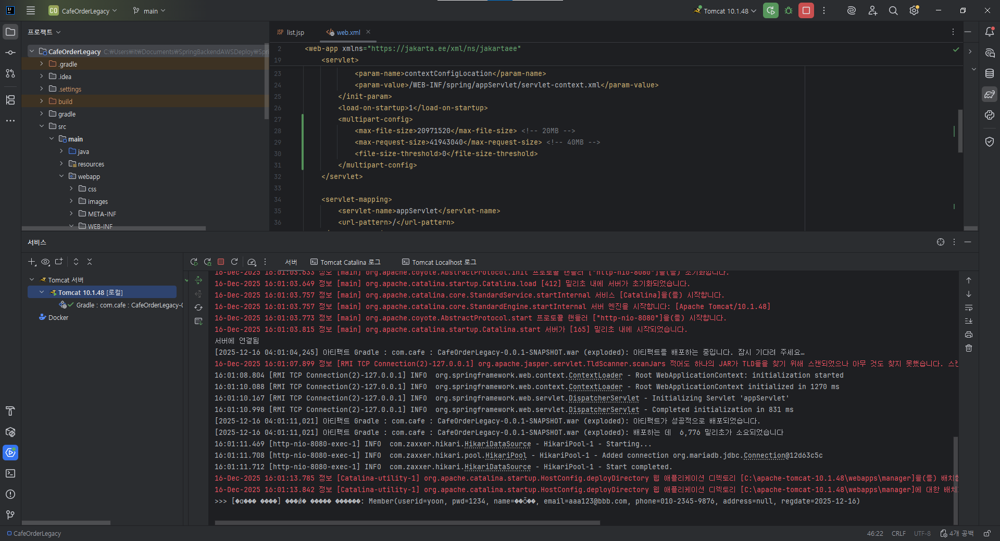 CO CafeOrderLegacy main Tomcat 10.1.48
프로젝트
CafeOrderLegacy C:₩Users₩it₩Documents₩SpringBackendAWSDeploy₩Spri
.gradle
.idea
.settings
build
gradle
src
main
java
resources
webapp
css
images
META-INF
WEB-INF
JSP list.jsp web.xml
2 <web-app xmlns="https://jakarta.ee/xml/ns/jakartaee"
19 <servlet>
23 <param-name>contextConfigLocation</param-name>
24 <param-value>/WEB-INF/spring/appServlet/servlet-context.xml</param-value>
25 </init-param>
26 <load-on-startup>1</load-on-startup>
27 <multipart-config>
28 <max-file-size>20971520</max-file-size> <!-- 20MB -->
29 <max-request-size>41943040</max-request-size> <!-- 40MB -->
30 <file-size-threshold>0</file-size-threshold>
31 </multipart-config>
32 </servlet>
33
34 <servlet-mapping>
35 <servlet-name>appServlet</servlet-name>
36 <url-pattern>/</url-pattern>
서비스
Tomcat 서버
Tomcat 10.1.48 [로컬]
Gradle : com.cafe : CafeOrderLegacy-0
Docker
서버 Tomcat Catalina 로그 Tomcat Localhost 로그
16-Dec-2025 16:01:03.633 정보 [main] org.apache.coyote.AbstractProtocol.init 프로토콜 핸들러 ["http-nio-8080"]을(를) 초기화합니다.
16-Dec-2025 16:01:03.649 정보 [main] org.apache.catalina.startup.Catalina.load [412] 밀리초 내에 서버가 초기화되었습니다.
16-Dec-2025 16:01:03.757 정보 [main] org.apache.catalina.core.StandardService.startInternal 서비스 [Catalina]을(를) 시작합니다.
16-Dec-2025 16:01:03.757 정보 [main] org.apache.catalina.core.StandardEngine.startInternal 서버 엔진을 시작합니다: [Apache Tomcat/10.1.48]
16-Dec-2025 16:01:03.773 정보 [main] org.apache.coyote.AbstractProtocol.start 프로토콜 핸들러 ["http-nio-8080"]을(를) 시작합니다.
16-Dec-2025 16:01:03.815 정보 [main] org.apache.catalina.startup.Catalina.start 서버가 [165] 밀리초 내에 시작되었습니다.
서버에 연결됨
[2025-12-16 04:01:04,245] 아티팩트 Gradle : com.cafe : CafeOrderLegacy-0.0.1-SNAPSHOT.war (exploded): 아티팩트를 배포하는 중입니다. 잠시 기다려 주세요…
16-Dec-2025 16:01:07.899 정보 [RMI TCP Connection(2)-127.0.0.1] org.apache.jasper.servlet.TldScanner.scanJars 적어도 하나의 JAR가 TLD들을 찾기 위해 스캔되었으나 아무 것도 찾지 못했습니다. 스캔
16:01:08.804 [RMI TCP Connection(2)-127.0.0.1] INFO org.springframework.web.context.ContextLoader - Root WebApplicationContext: initialization started
16:01:10.088 [RMI TCP Connection(2)-127.0.0.1] INFO org.springframework.web.context.ContextLoader - Root WebApplicationContext initialized in 1270 ms
16:01:10.167 [RMI TCP Connection(2)-127.0.0.1] INFO org.springframework.web.servlet.DispatcherServlet - Initializing Servlet 'appServlet'
16:01:10.998 [RMI TCP Connection(2)-127.0.0.1] INFO org.springframework.web.servlet.DispatcherServlet - Completed initialization in 831 ms
[2025-12-16 04:01:11,021] 아티팩트 Gradle : com.cafe : CafeOrderLegacy-0.0.1-SNAPSHOT.war (exploded): 아티팩트가 성공적으로 배포되었습니다.
[2025-12-16 04:01:11,021] 아티팩트 Gradle : com.cafe : CafeOrderLegacy-0.0.1-SNAPSHOT.war (exploded): 배포하는 데 6,776 밀리초가 소요되었습니다
16:01:11.469 [http-nio-8080-exec-1] INFO com.zaxxer.hikari.HikariDataSource - HikariPool-1 - Starting...
16:01:11.708 [http-nio-8080-exec-1] INFO com.zaxxer.hikari.pool.HikariPool - HikariPool-1 - Added connection org.mariadb.jdbc.Connection@12d63c5c
16:01:11.712 [http-nio-8080-exec-1] INFO com.zaxxer.hikari.HikariDataSource - HikariPool-1 - Start completed.
16-Dec-2025 16:01:13.785 정보 [Catalina-utility-1] org.apache.catalina.startup.HostConfig.deployDirectory 웹 애플리케이션 디렉토리 [C:\apache-tomcat-10.1.48\webapps\manager]을(를) 배치합
16-Dec-2025 16:01:13.842 정보 [Catalina-utility-1] org.apache.catalina.startup.HostConfig.deployDirectory 웹 애플리케이션 디렉토리 [C:\apache-tomcat-10.1.48\webapps\manager]에 대한 배치
>>> [�α��� ����] ���ǿ� ����� ������: Member(userid=yoon, pwd=1234, name=��õ��, email=aaa123@bbb.com, phone=010-2345-9876, address=null, regdate=2025-12-16)
CafeOrderLegacy 46:22 CRLF UTF-8 4개 공백